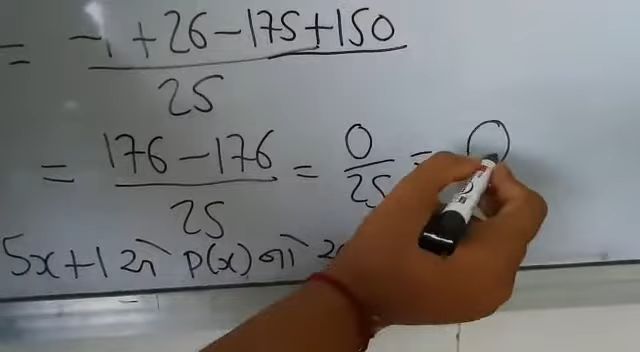 = -1 + 26 - 175 + 150
25
= 176 - 176 = 0 = 0
25 25
5x+1 એ P(x) નો